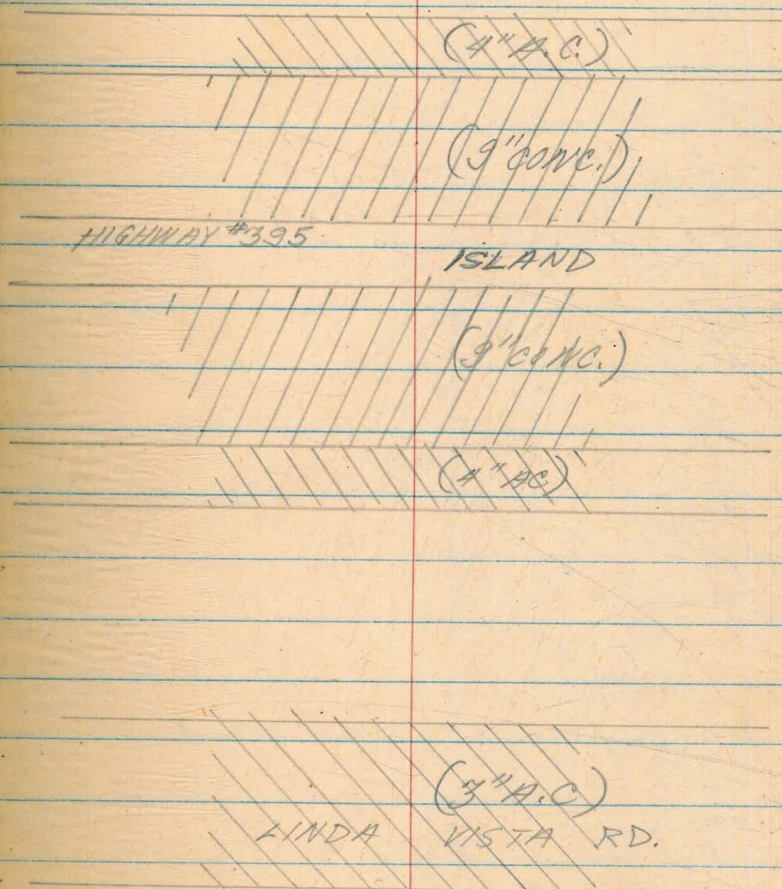 (4" A.C.)
(9" CONC.)
HIGHWAY #395
ISLAND
(9" CONC.)
(4" AC)
(3" A.C)
LINDA VISTA RD.